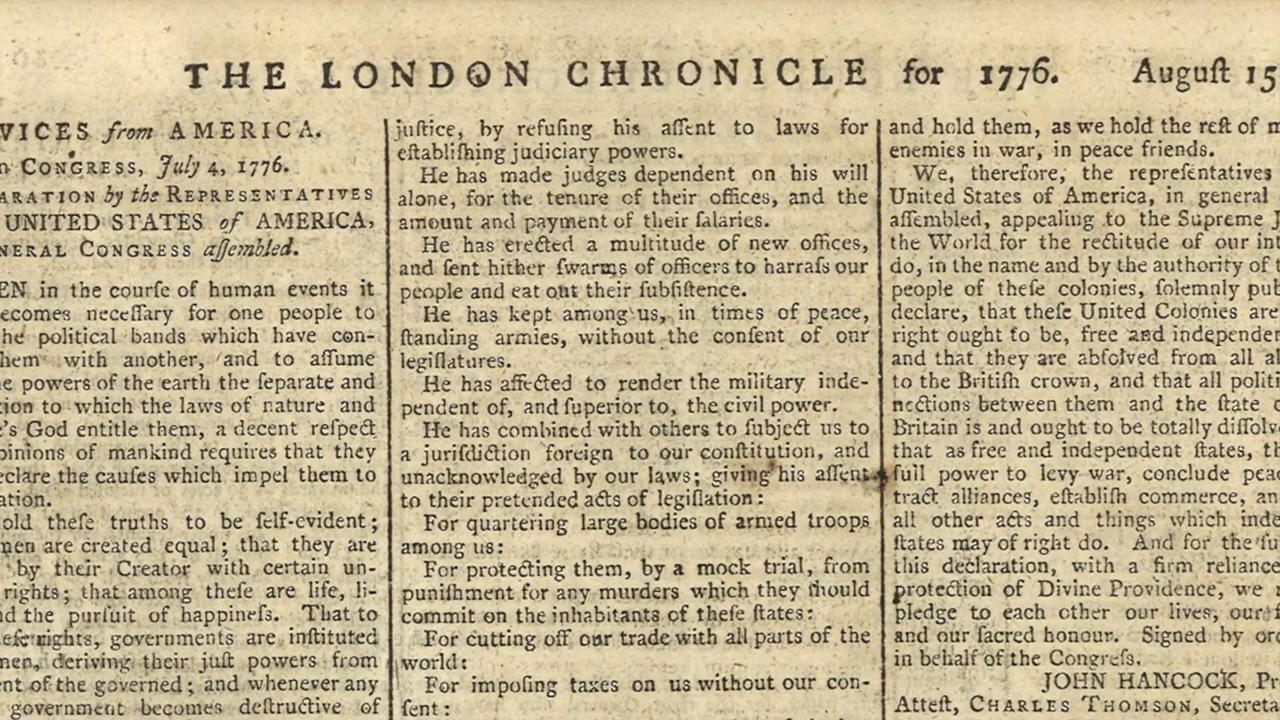 THE LONDON CHRONICLE for 1776. Auguſt 15
VICES from AMERICA.
n CONGRESS, July 4, 1776.
ARATION by the REPRESENTATIVES
UNITED STATES of AMERICA,
NERAL CONGRESS aſſembled.
EN in the courſe of human events it
ecomes neceſſary for one people to
he political bands which have con-
hem with another, and to aſſume
e powers of the earth the ſeparate and
tion to which the laws of nature and
e's God entitle them, a decent reſpect
pinions of mankind requires that they
eclare the cauſes which impel them to
ation.
old theſe truths to be ſelf-evident;
men are created equal; that they are
by their Creator with certain un-
rights; that among theſe are life, li-
nd the purſuit of happineſs. That to
eſe rights, governments are inſtituted
men, deriving their juſt powers from
nt of the governed; and whenever any
government becomes deſtructive of
juſtice, by refuſing his aſſent to laws for
eſtabliſhing judiciary powers.
He has made judges dependent on his will
alone, for the tenure of their offices, and the
amount and payment of their ſalaries.
He has erected a multitude of new offices,
and ſent hither ſwarms of officers to harraſs our
people and eat out their ſubſiſtence.
He has kept among us, in times of peace,
ſtanding armies, without the conſent of our
legiſlatures.
He has affected to render the military inde-
pendent of, and ſuperior to, the civil power.
He has combined with others to ſubject us to
a juriſdiction foreign to our conſtitution, and
unacknowledged by our laws; giving his aſſent
to their pretended acts of legiſlation:
For quartering large bodies of armed troops
among us:
For protecting them, by a mock trial, from
puniſhment for any murders which they ſhould
commit on the inhabitants of theſe ſtates:
For cutting off our trade with all parts of the
world:
For impoſing taxes on us without our con-
ſent:
and hold them, as we hold the reſt of m
enemies in war, in peace friends.
We, therefore, the repreſentatives
United States of America, in general
aſſembled, appealing to the Supreme J
the World for the rectitude of our int
do, in the name and by the authority of t
people of theſe colonies, ſolemnly pub
declare, that theſe United Colonies are
right ought to be, free and independen
and that they are abſolved from all al
to the Britiſh crown, and that all politi
nections between them and the ſtate o
Britain is and ought to be totally diſſolv
that as free and independent ſtates, th
full power to levy war, conclude peac
tract alliances, eſtabliſh commerce, an
all other acts and things which inde
ſtates may of right do. And for the ſu
this declaration, with a firm reliance
protection of Divine Providence, we
pledge to each other our lives, our f
and our ſacred honour. Signed by ord
in behalf of the Congreſs.
JOHN HANCOCK, Pr
Atteſt, CHARLES THOMSON, Secreta